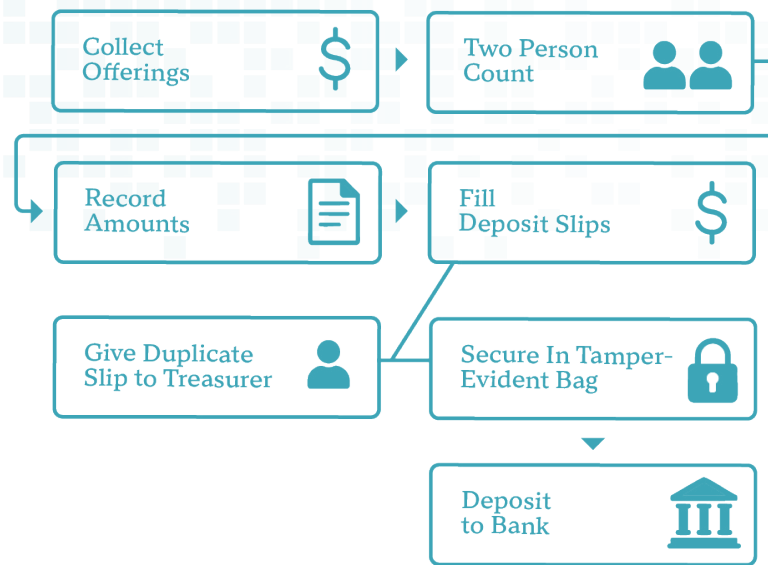 Collect
Offerings
Two Person
Count
Record
Amounts
Fill
Deposit Slips
Give Duplicate
Slip to Treasurer
Secure In Tamper-
Evident Bag
Deposit
to Bank